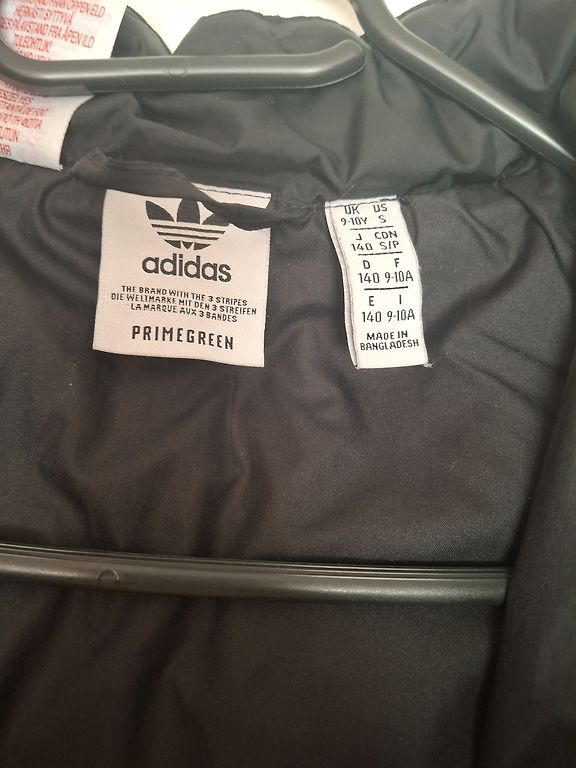 adidas
THE BRAND WITH THE 3 STRIPES
DIE WELTMARKE MIT DEN 3 STREIFEN
LA MARQUE AUX 3 BANDES
PRIMEGREEN
UK US
9-10Y S
J CDN
140 S/P
D F
140 9-10A
E I
140 9-10A
MADE IN
BANGLADESH